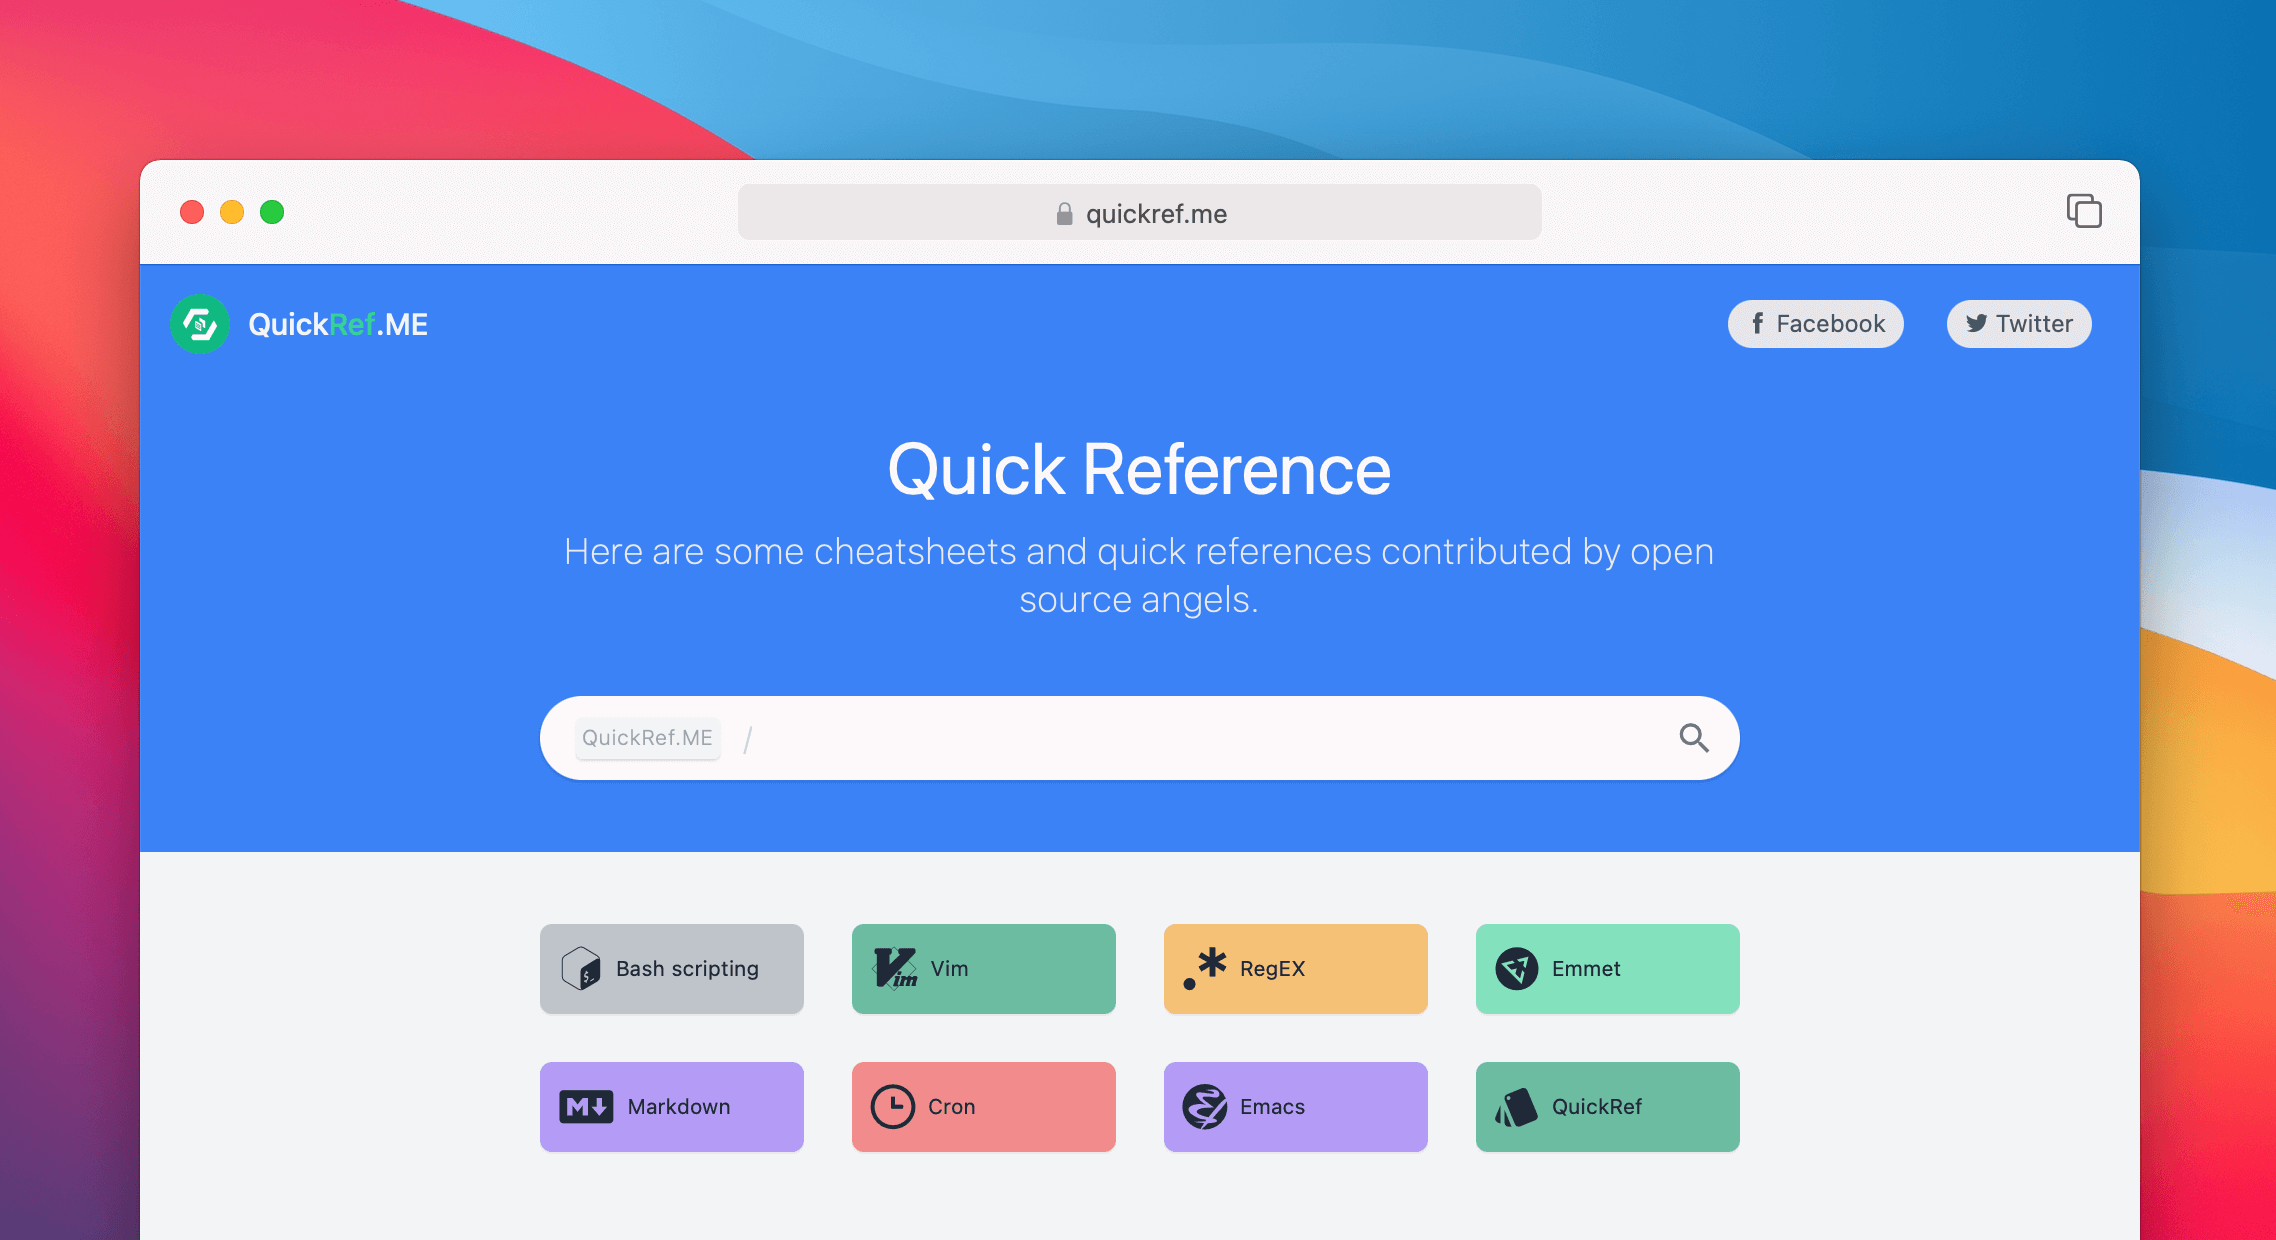 quickref.me
QuickRef.ME
Facebook
Twitter
Quick Reference
Here are some cheatsheets and quick references contributed by open
source angels.
QuickRef.ME /
Bash scripting
Vim
RegEX
Emmet
Markdown
Cron
Emacs
QuickRef